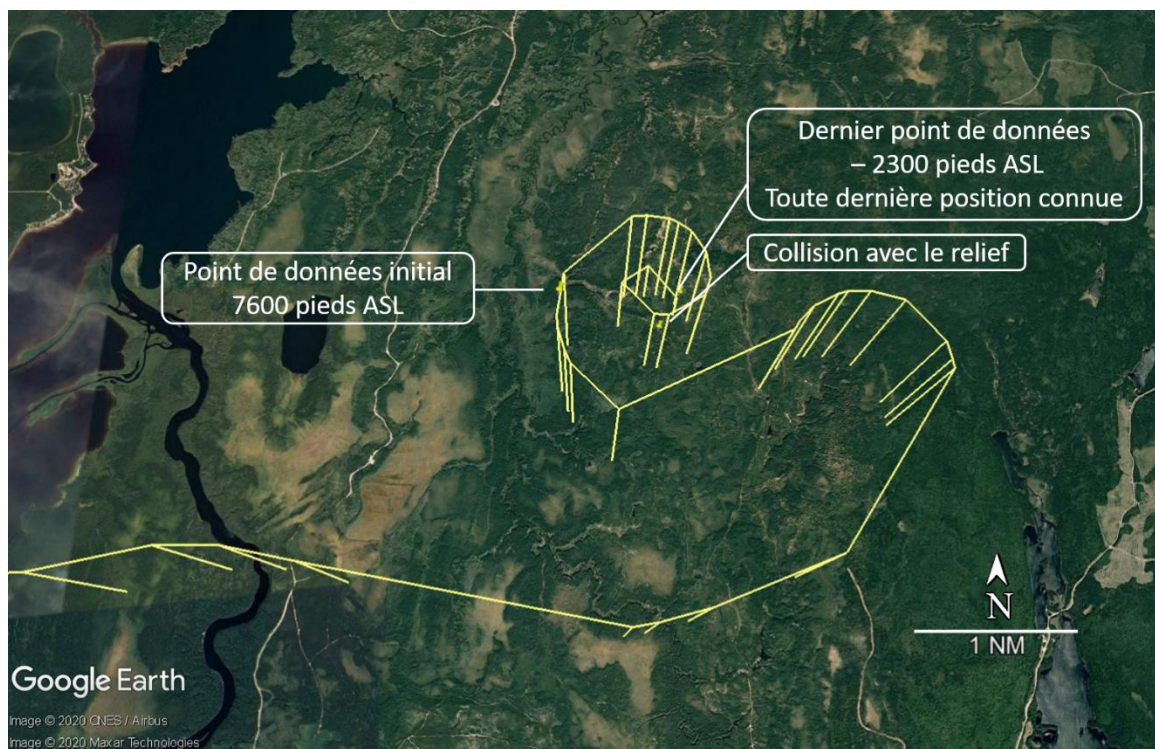 Dernier point de données
– 2300 pieds ASL
Toute dernière position connue
Collision avec le relief
Point de données initial
7600 pieds ASL
N
1 NM
Google Earth
Image © 2020 CNES / Airbus
Image © 2020 Maxar Technologies